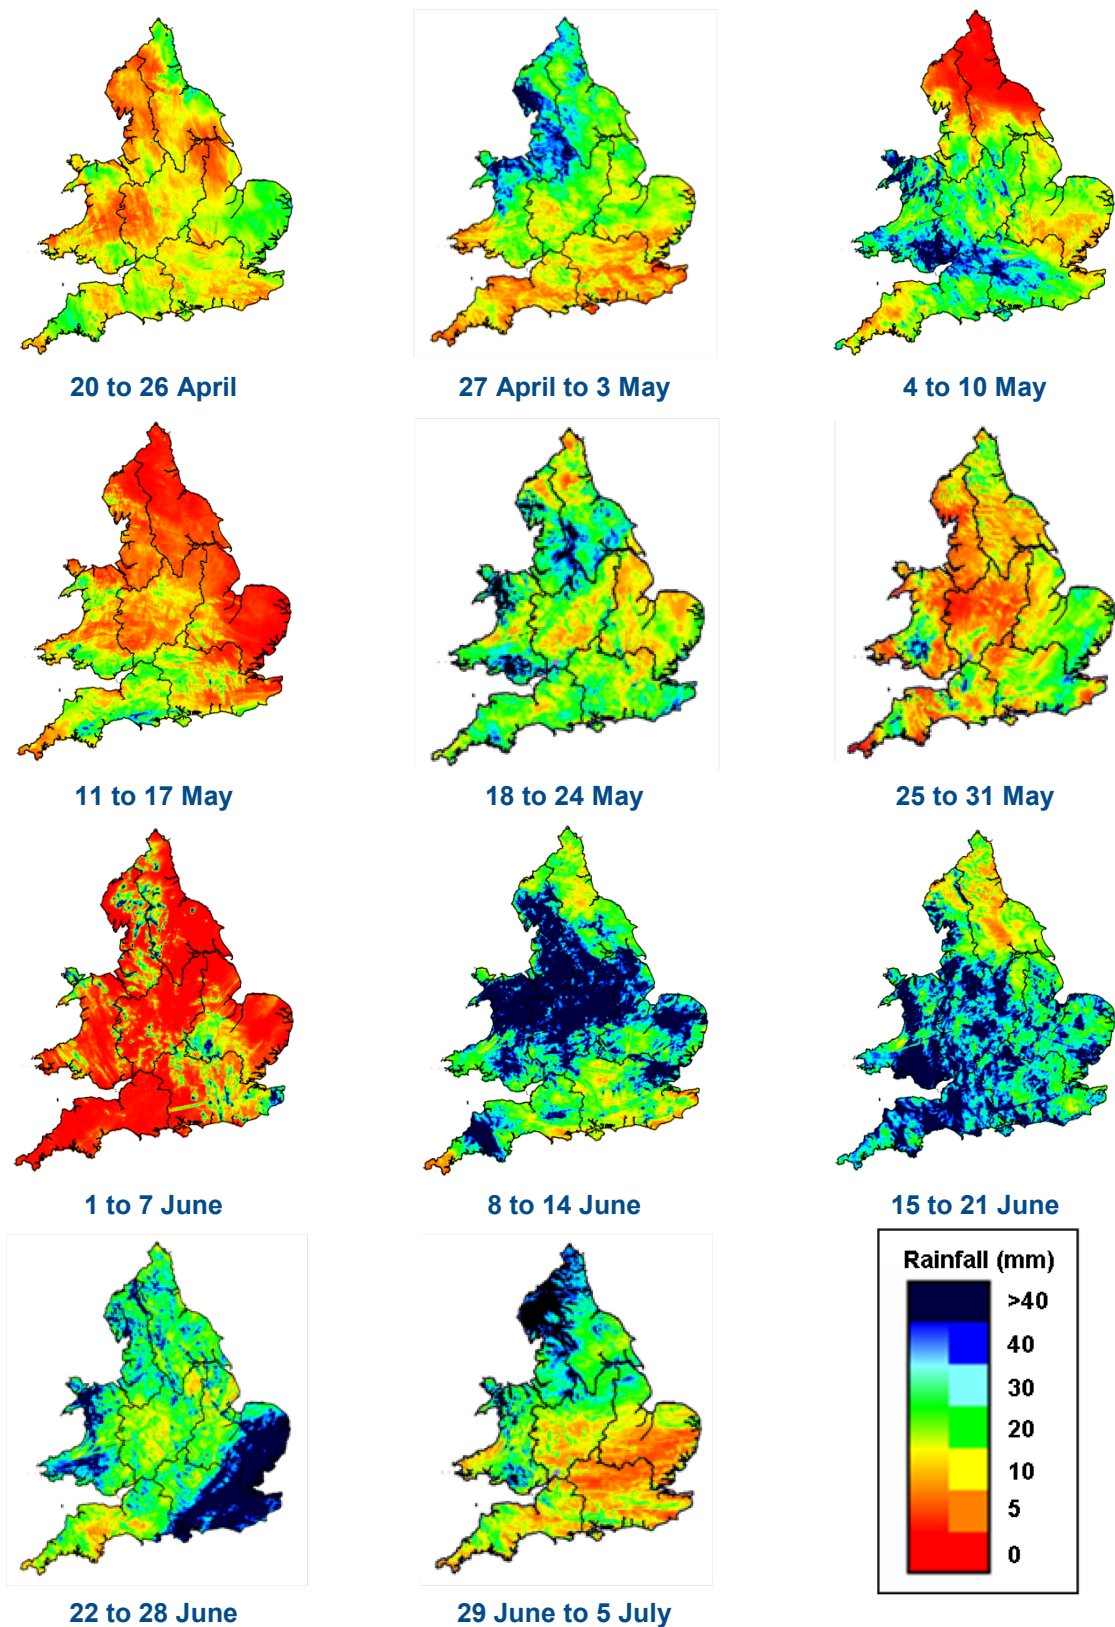 20 to 26 April
27 April to 3 May
4 to 10 May
11 to 17 May
18 to 24 May
25 to 31 May
1 to 7 June
8 to 14 June
15 to 21 June
Rainfall (mm)
>40
40
30
20
10
5
0
22 to 28 June
29 June to 5 July